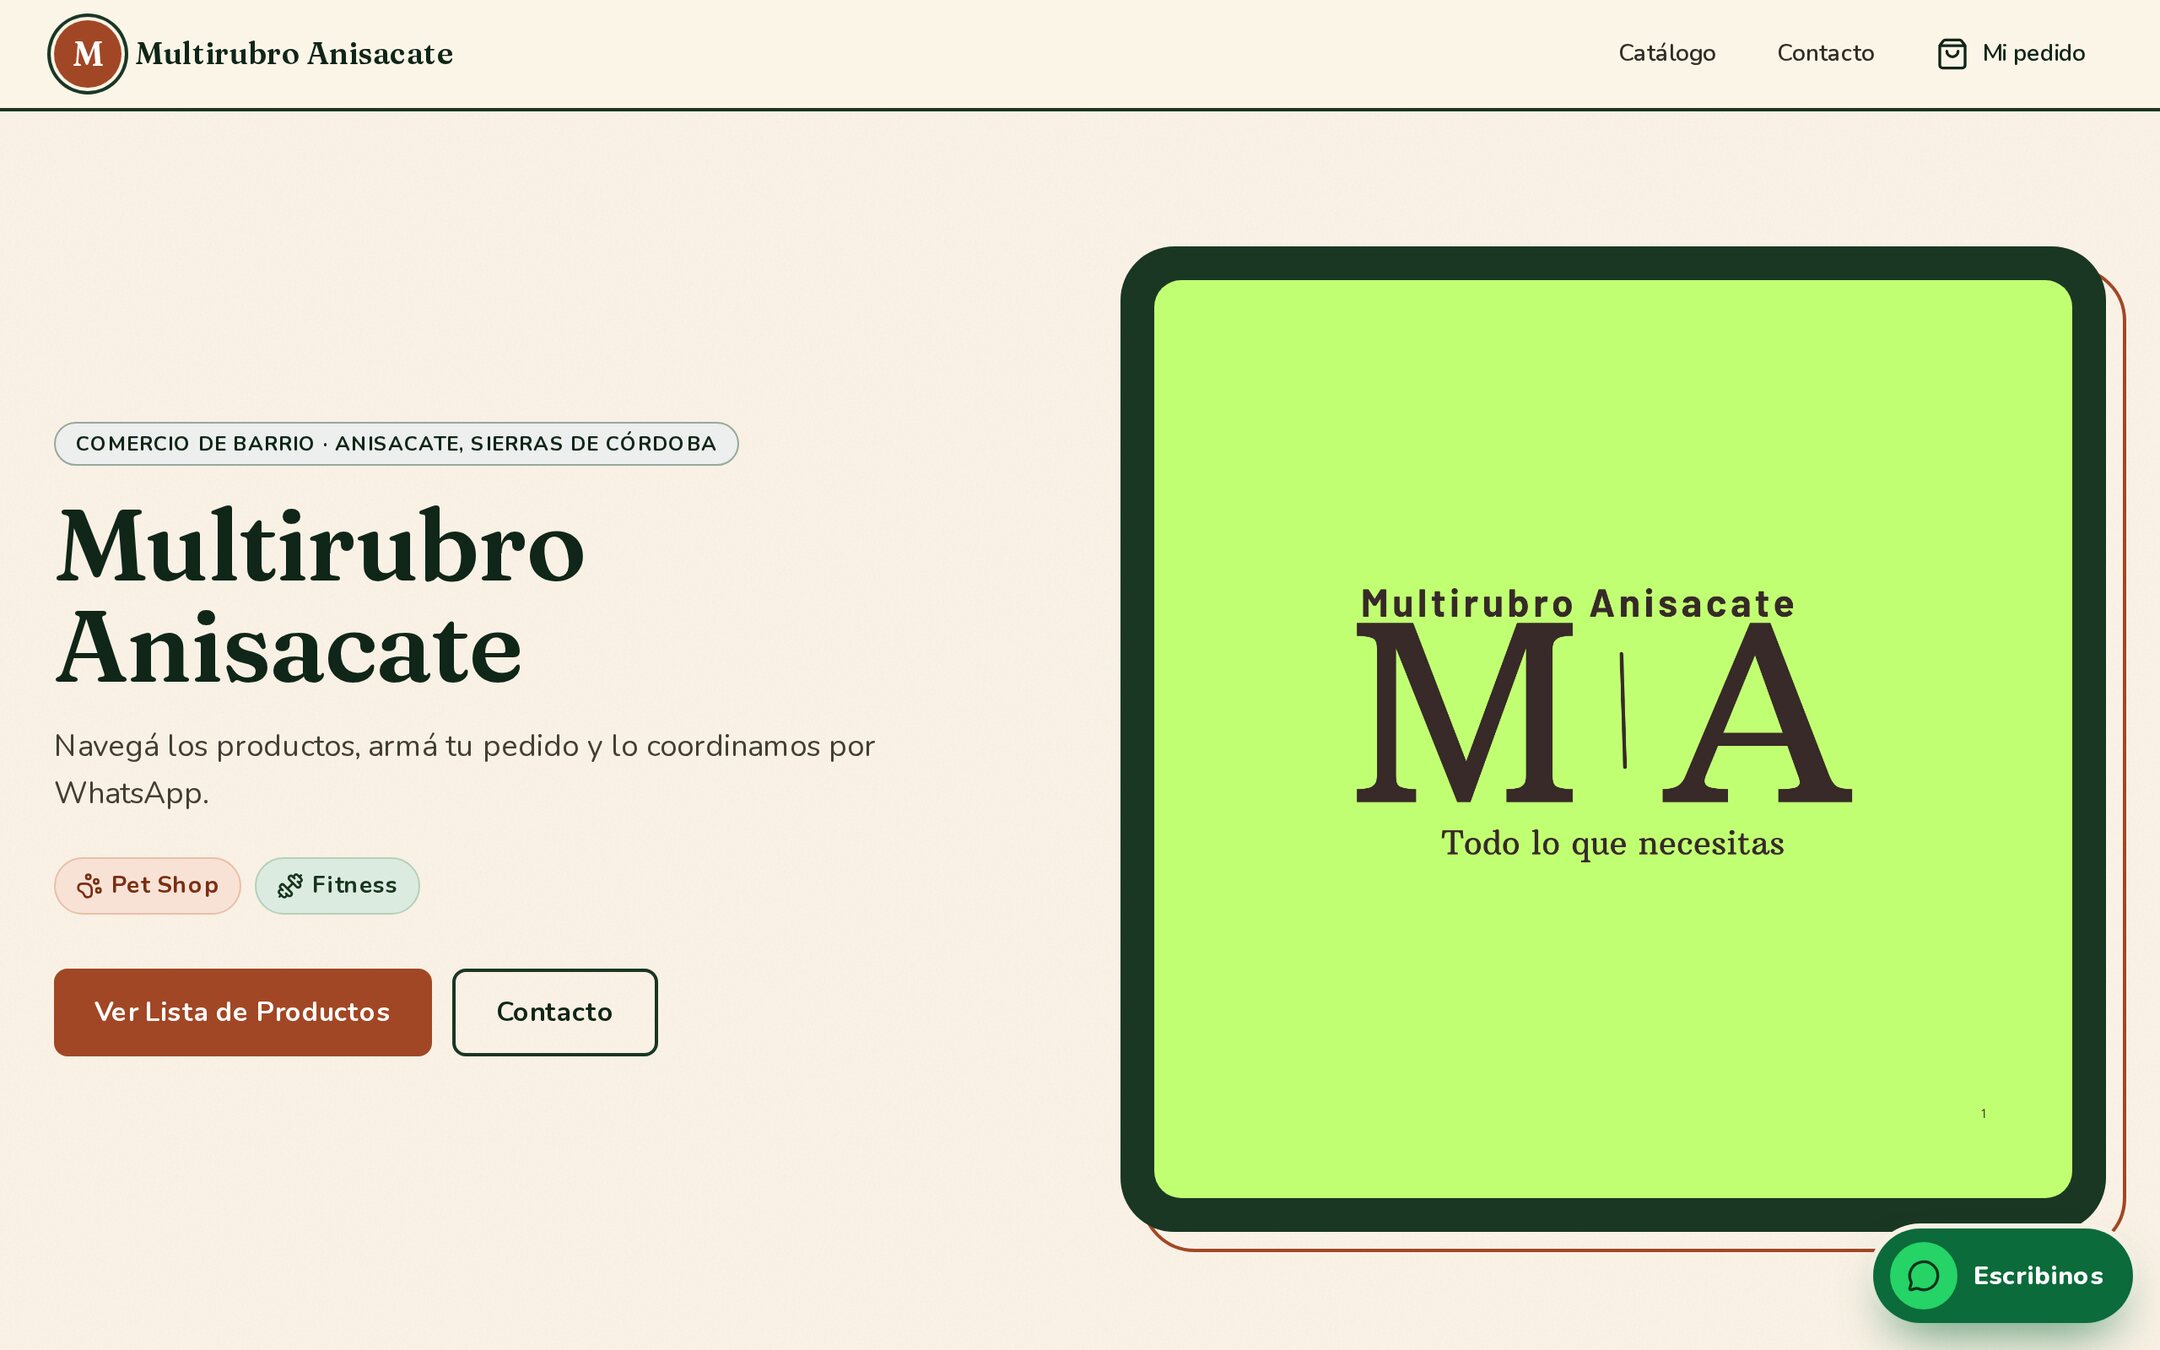 M Multirubro Anisacate
Catálogo
Contacto
Mi pedido
COMERCIO DE BARRIO · ANISACATE, SIERRAS DE CÓRDOBA
Multirubro
Anisacate
Navegá los productos, armá tu pedido y lo coordinamos por
WhatsApp.
Pet Shop
Fitness
Ver Lista de Productos
Contacto
Multirubro Anisacate
M A
Todo lo que necesitas
1
Escribinos